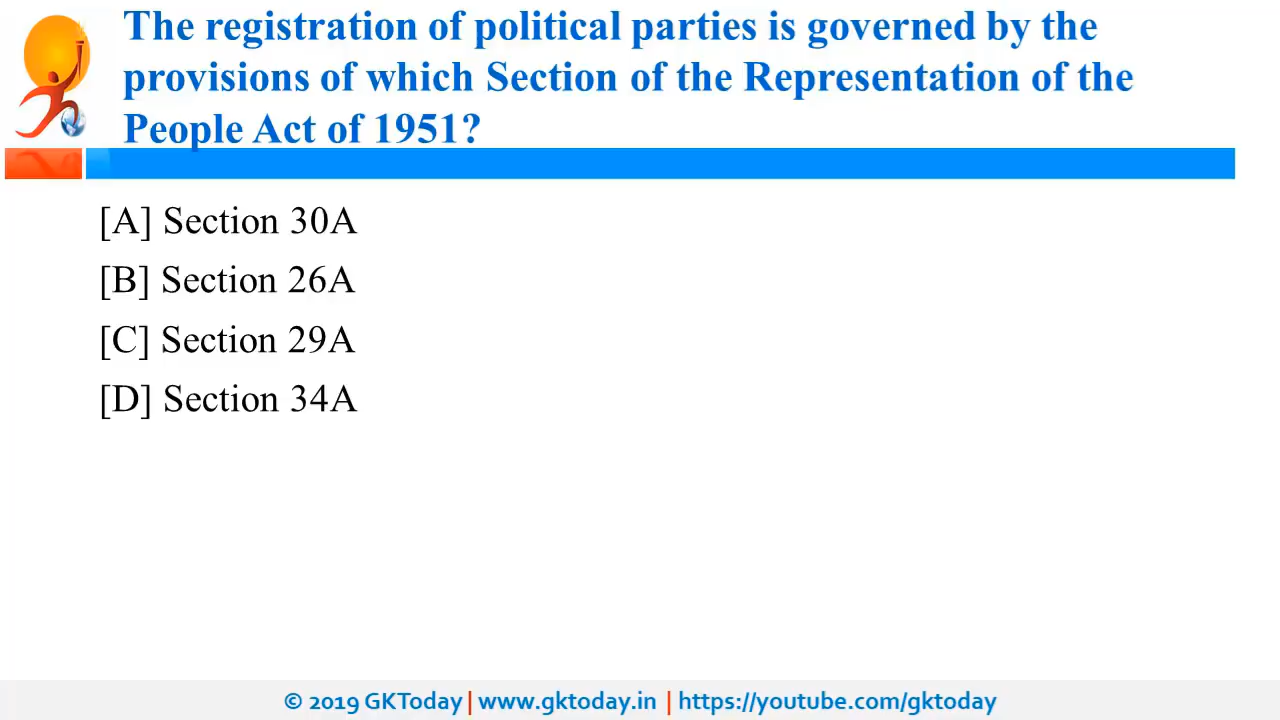 The registration of political parties is governed by the
provisions of which Section of the Representation of the
People Act of 1951?
[A] Section 30A
[B] Section 26A
[C] Section 29A
[D] Section 34A
© 2019 GKToday | www.gktoday.in | https://youtube.com/gktoday